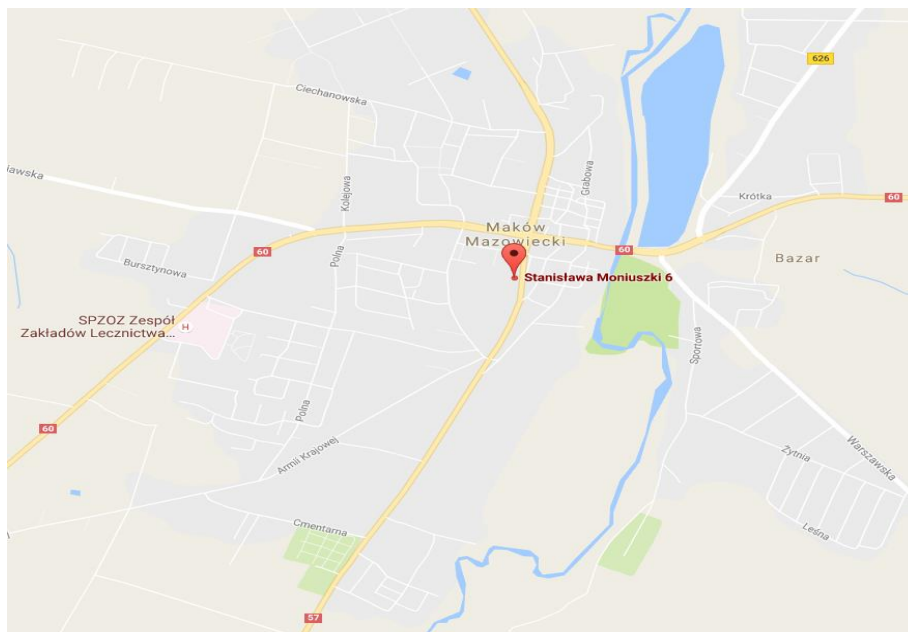 626
Ciechanowska
iawska
Kolejowa
Grabowa
Krótka
60
Maków
Mazowiecki
60
60
Polna
Bursztynowa
Bazar
Stanisława Moniuszki 6
SPZOZ Zespół
Zakładów Lecznictwa...
H
Sportowa
Polna
60
Armii Krajowej
Żytnia
Warszawska
Cmentarna
Leśna
57